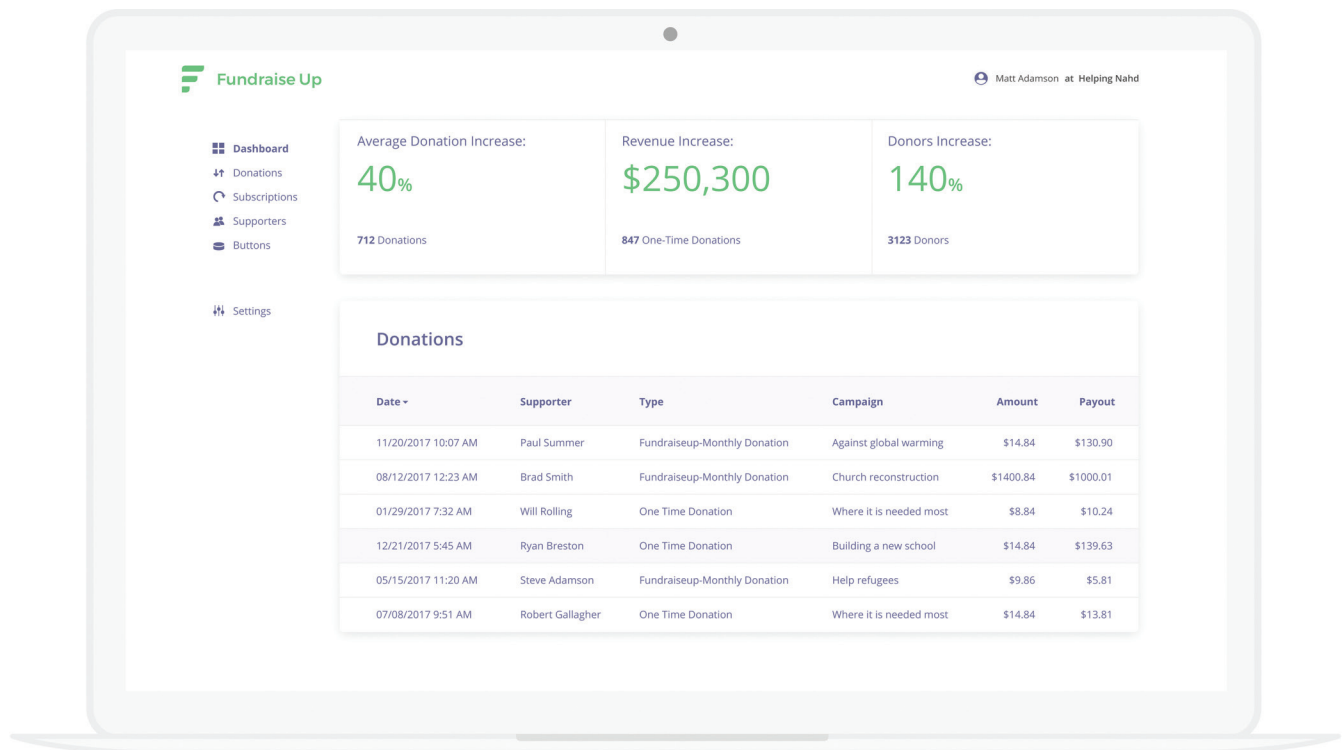 Fundraise Up
Matt Adamson at Helping Nahd
Dashboard
Donations
Subscriptions
Supporters
Buttons
Settings
Average Donation Increase:
40%
712 Donations
Revenue Increase:
$250,300
847 One-Time Donations
Donors Increase:
140%
3123 Donors
Donations
Date Supporter Type Campaign Amount Payout
11/20/2017 10:07 AM Paul Summer Fundraiseup-Monthly Donation Against global warming $14.84 $130.90
08/12/2017 12:23 AM Brad Smith Fundraiseup-Monthly Donation Church reconstruction $1400.84 $1000.01
01/29/2017 7:32 AM Will Rolling One Time Donation Where it is needed most $8.84 $10.24
12/21/2017 5:45 AM Ryan Breston One Time Donation Building a new school $14.84 $139.63
05/15/2017 11:20 AM Steve Adamson Fundraiseup-Monthly Donation Help refugees $9.86 $5.81
07/08/2017 9:51 AM Robert Gallagher One Time Donation Where it is needed most $14.84 $13.81